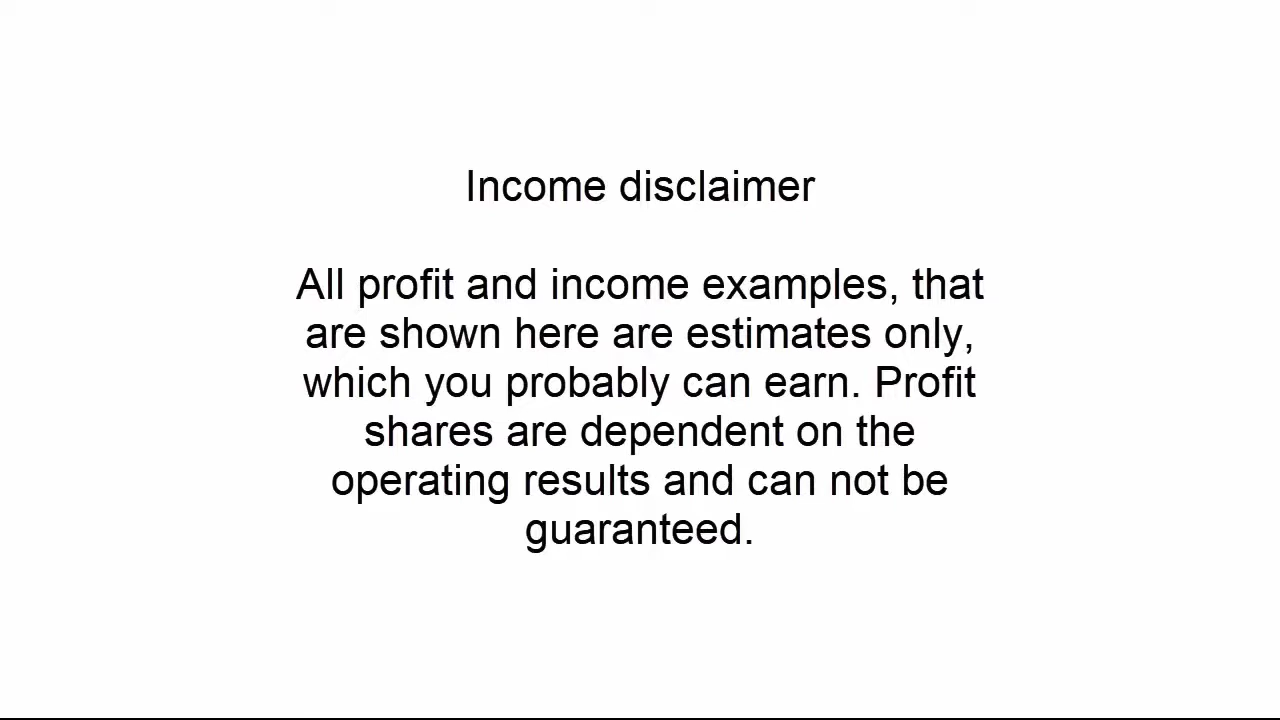 Income disclaimer
All profit and income examples, that
are shown here are estimates only,
which you probably can earn. Profit
shares are dependent on the
operating results and can not be
guaranteed.